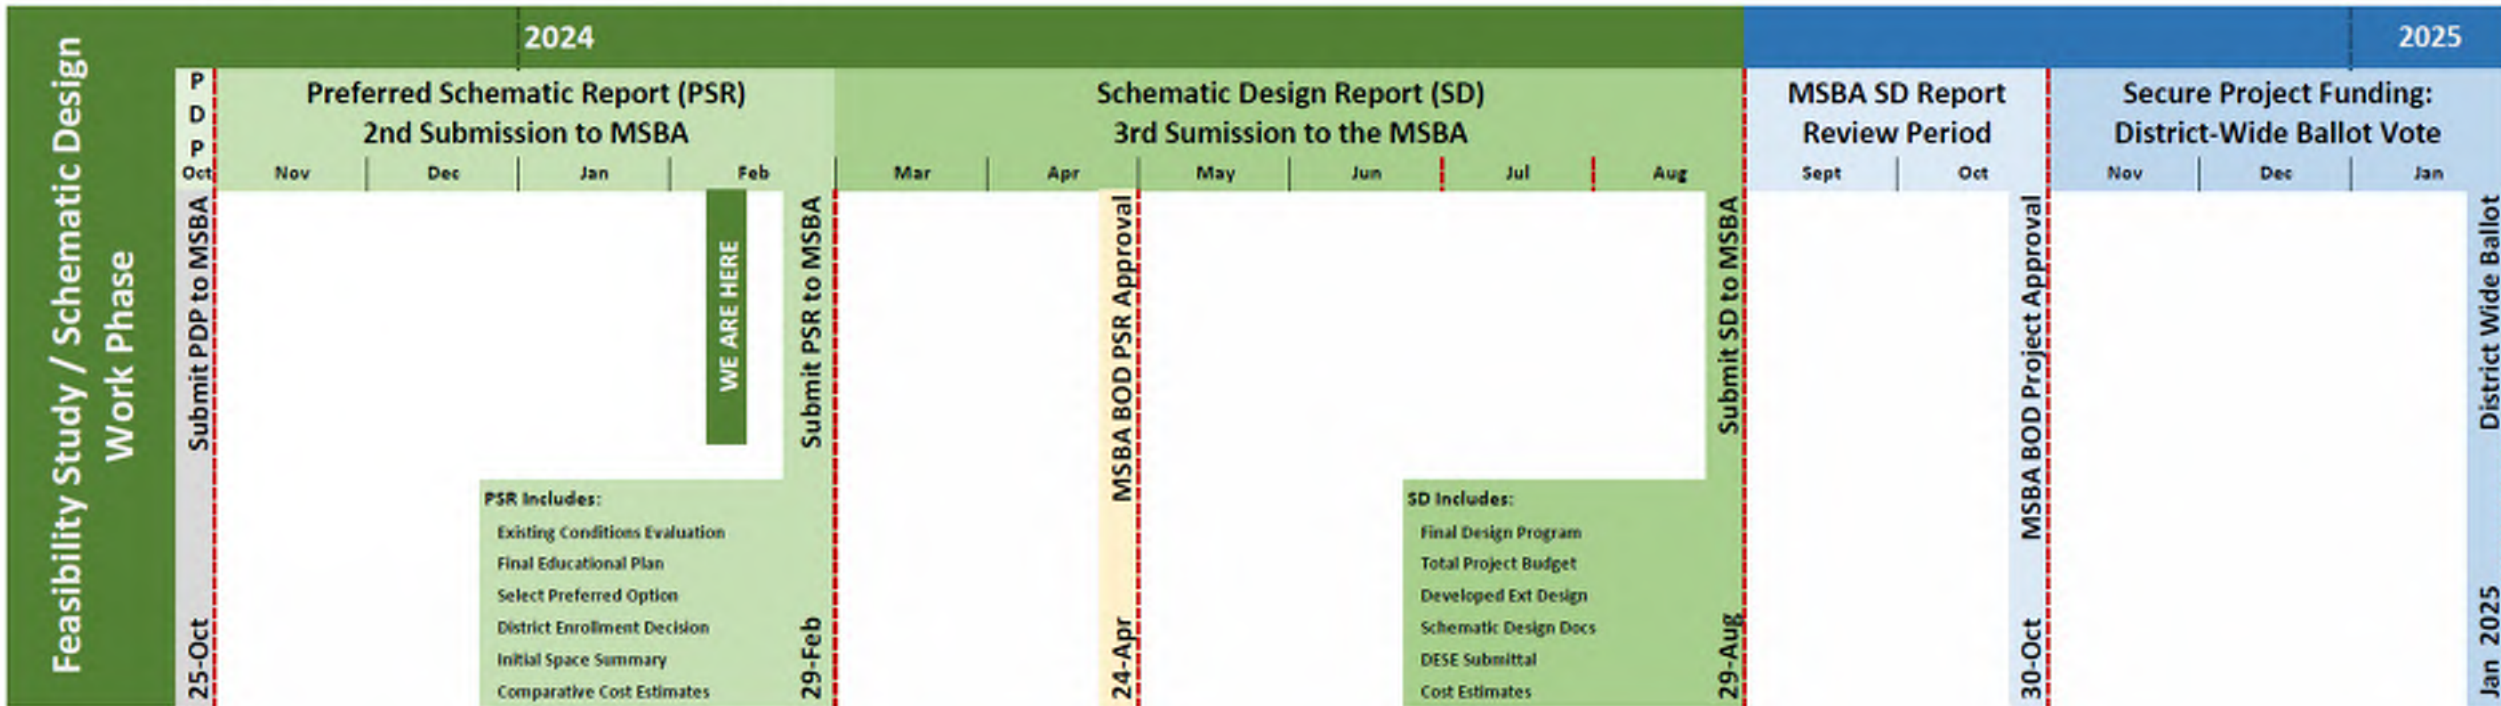 Feasibility Study / Schematic Design
Work Phase
2024
2025
P
D
P
Preferred Schematic Report (PSR)
2nd Submission to MSBA
Schematic Design Report (SD)
3rd Sumission to the MSBA
MSBA SD Report
Review Period
Secure Project Funding:
District-Wide Ballot Vote
Oct
Nov
Dec
Jan
Feb
Mar
Apr
May
Jun
Jul
Aug
Sept
Oct
Nov
Dec
Jan
Submit PDP to MSBA
25-Oct
WE ARE HERE
Submit PSR to MSBA
29-Feb
PSR Includes:
Existing Conditions Evaluation
Final Educational Plan
Select Preferred Option
District Enrollment Decision
Initial Space Summary
Comparative Cost Estimates
MSBA BOD PSR Approval
24-Apr
SD Includes:
Final Design Program
Total Project Budget
Developed Ext Design
Schematic Design Docs
DESE Submittal
Cost Estimates
Submit SD to MSBA
29-Aug
MSBA BOD Project Approval
30-Oct
District Wide Ballot
Jan 2025